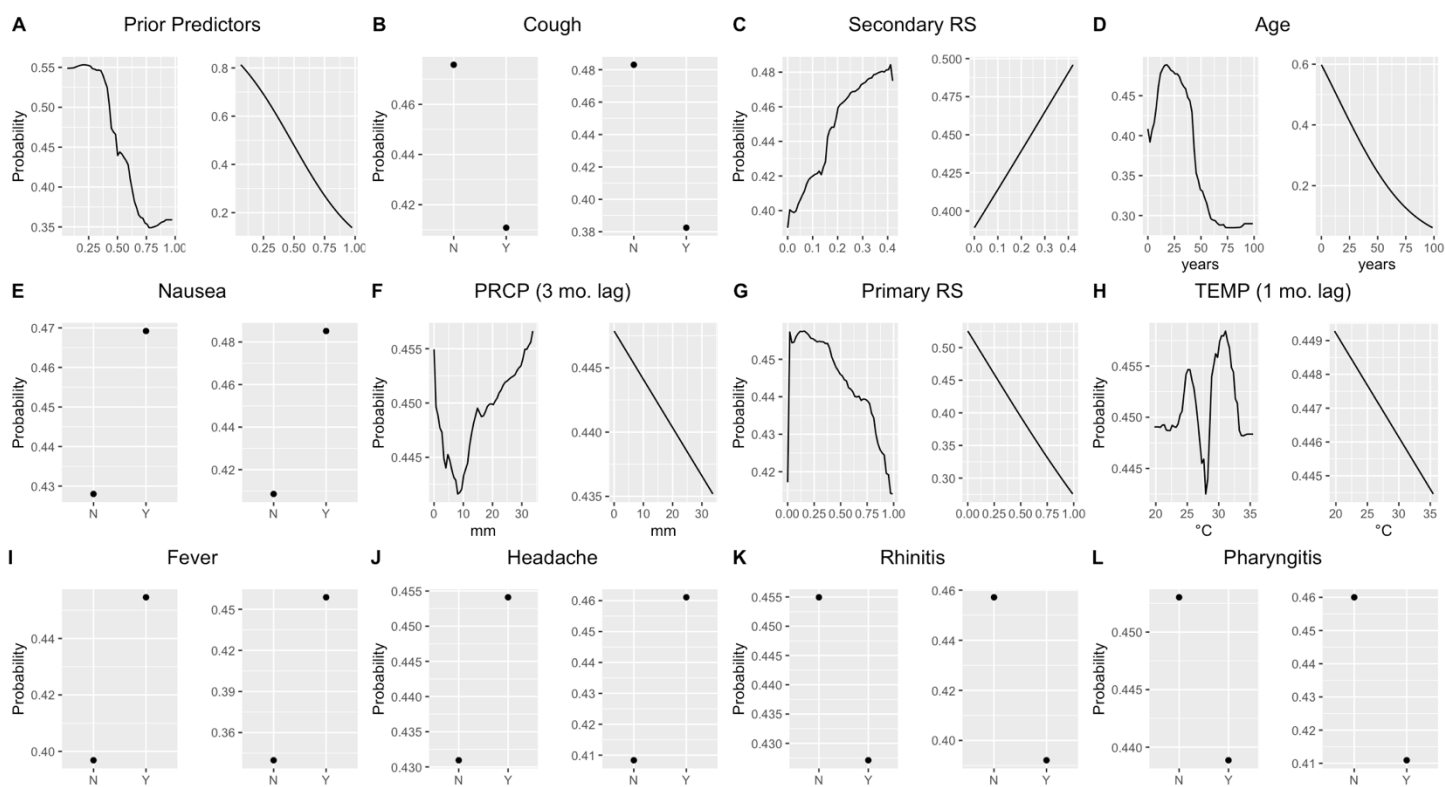 A Prior Predictors
B Cough
C Secondary RS
D Age
Probability
0.55
0.50
0.45
0.40
0.35
0.25 0.50 0.75 1.00
0.8
0.6
0.4
0.2
0.25 0.50 0.75 1.00
Probability
0.46
0.44
0.42
N Y
0.48
0.46
0.44
0.42
0.40
0.38
N Y
Probability
0.48
0.46
0.44
0.42
0.40
0.0 0.1 0.2 0.3 0.4
0.500
0.475
0.450
0.425
0.400
0.0 0.1 0.2 0.3 0.4
Probability
0.45
0.40
0.35
0.30
0 25 50 75 100
years
0.6
0.4
0.2
0 25 50 75 100
years
E Nausea
F PRCP (3 mo. lag)
G Primary RS
H TEMP (1 mo. lag)
Probability
0.47
0.46
0.45
0.44
0.43
N Y
0.48
0.46
0.44
0.42
N Y
Probability
0.455
0.450
0.445
0 10 20 30
mm
0.445
0.440
0.435
0 10 20 30
mm
Probability
0.45
0.44
0.43
0.42
0.00 0.25 0.50 0.75 1.00
0.50
0.45
0.40
0.35
0.30
0.00 0.25 0.50 0.75 1.00
Probability
0.455
0.450
0.445
20 25 30 35
°C
0.449
0.448
0.447
0.446
0.445
20 25 30 35
°C
I Fever
J Headache
K Rhinitis
L Pharyngitis
Probability
0.44
0.42
0.40
N Y
0.45
0.42
0.39
0.36
N Y
Probability
0.455
0.450
0.445
0.440
0.435
0.430
N Y
0.46
0.45
0.44
0.43
0.42
0.41
N Y
Probability
0.455
0.450
0.445
0.440
0.435
0.430
N Y
0.46
0.44
0.42
0.40
N Y
Probability
0.450
0.445
0.440
N Y
0.46
0.45
0.44
0.43
0.42
0.41
N Y